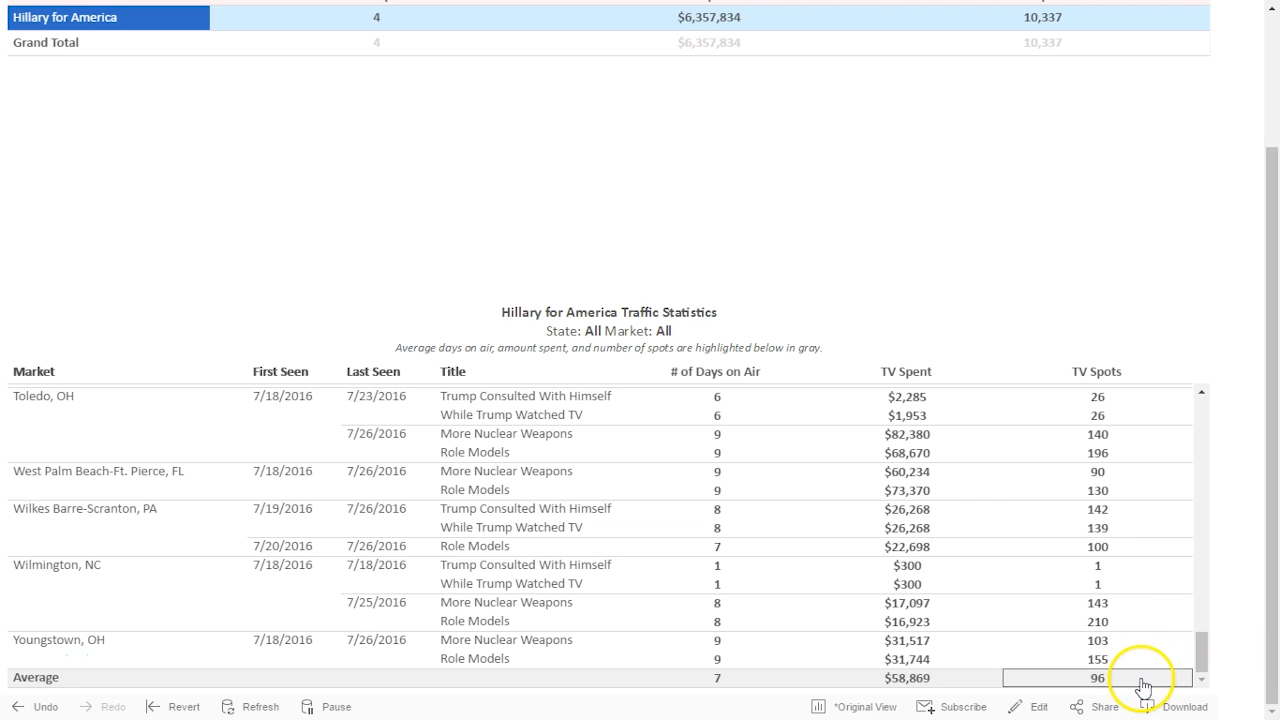 Hillary for America 4 $6,357,834 10,337
Grand Total 4 $6,357,834 10,337
Hillary for America Traffic Statistics
State: All Market: All
Average days on air, amount spent, and number of spots are highlighted below in gray.
Market First Seen Last Seen Title # of Days on Air TV Spent TV Spots
Toledo, OH 7/18/2016 7/23/2016 Trump Consulted With Himself 6 $2,285 26
While Trump Watched TV 6 $1,953 26
7/26/2016 More Nuclear Weapons 9 $82,380 140
Role Models 9 $68,670 196
West Palm Beach-Ft. Pierce, FL 7/18/2016 7/26/2016 More Nuclear Weapons 9 $60,234 90
Role Models 9 $73,370 130
Wilkes Barre-Scranton, PA 7/19/2016 7/26/2016 Trump Consulted With Himself 8 $26,268 142
While Trump Watched TV 8 $26,268 139
7/20/2016 7/26/2016 Role Models 7 $22,698 100
Wilmington, NC 7/18/2016 7/18/2016 Trump Consulted With Himself 1 $300 1
While Trump Watched TV 1 $300 1
7/25/2016 More Nuclear Weapons 8 $17,097 143
Role Models 8 $16,923 210
Youngstown, OH 7/18/2016 7/26/2016 More Nuclear Weapons 9 $31,517 103
Role Models 9 $31,744 155
Average 7 $58,869 96
Undo Redo Revert Refresh Pause *Original View Subscribe Edit Share Download